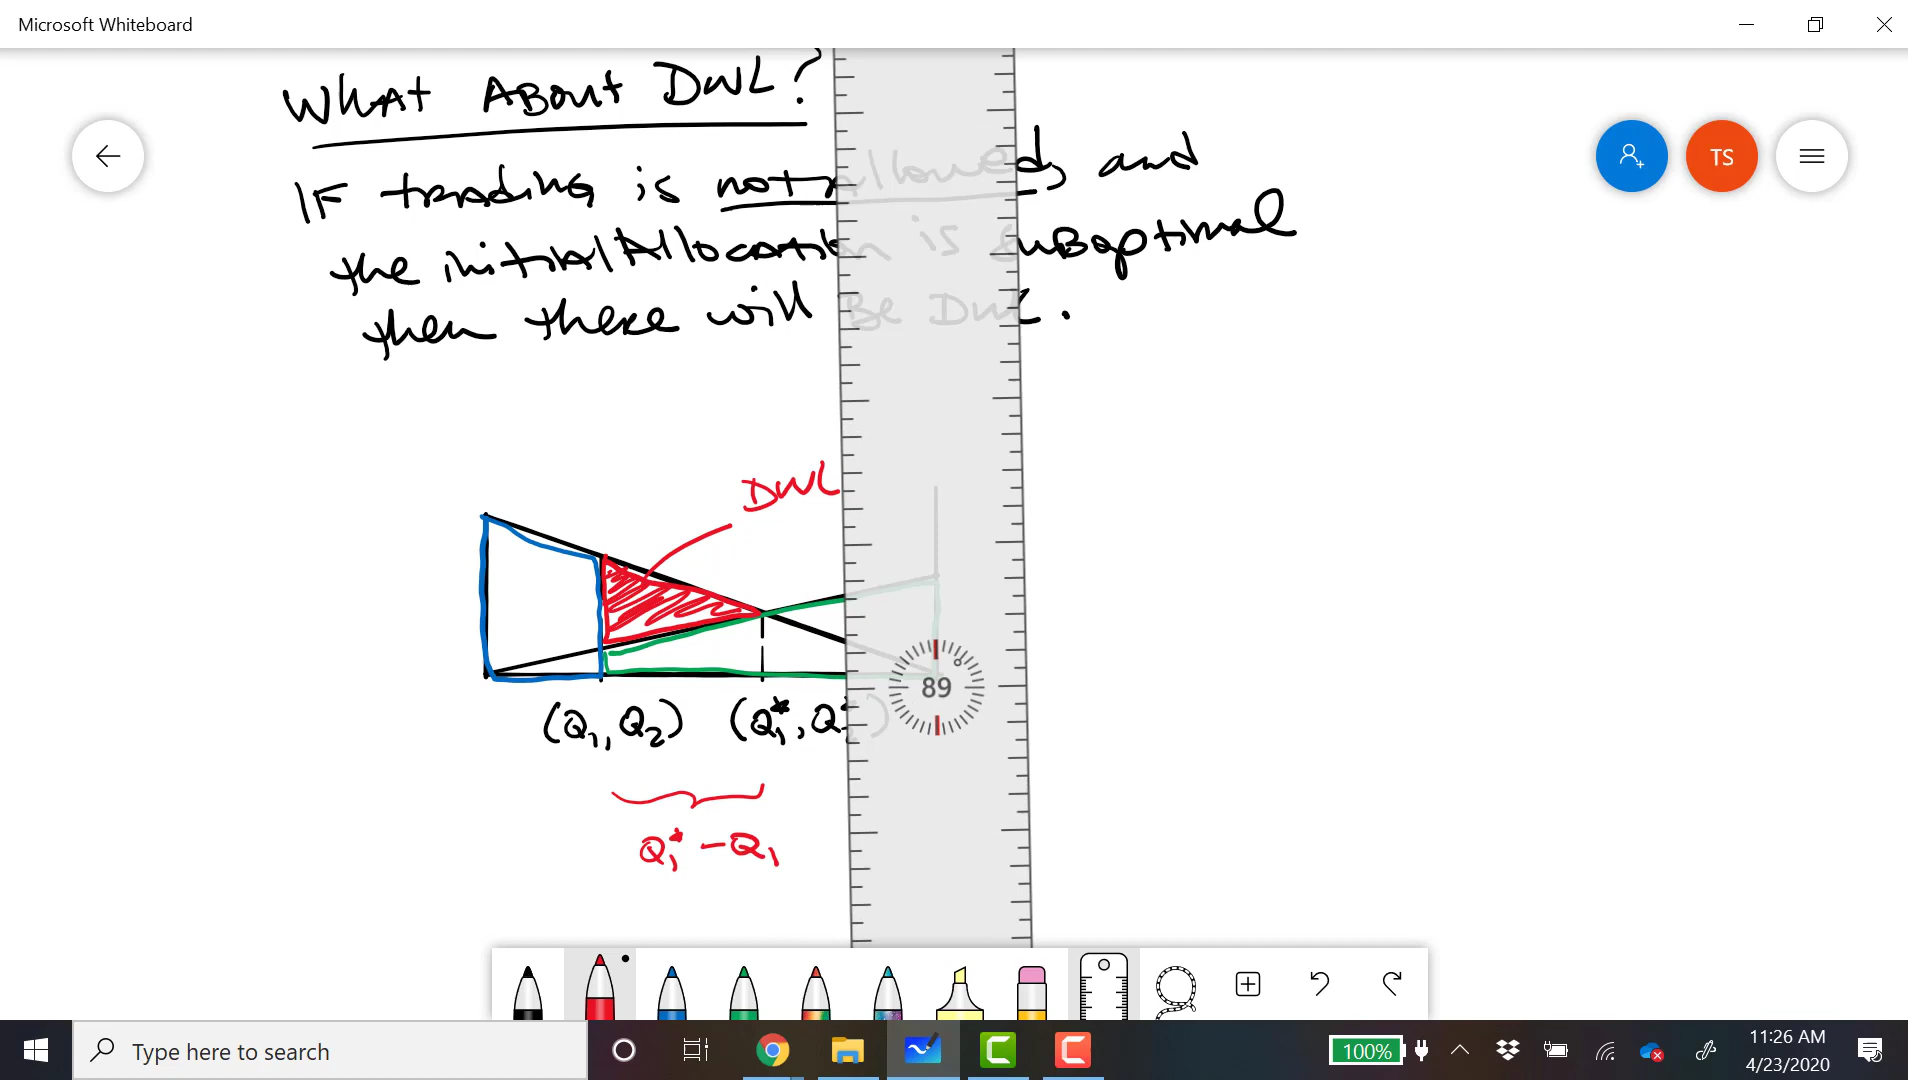 Microsoft Whiteboard
What About DWL?
TS
IF trading is not allowed, and
the initial Allocation is suboptimal
then there will Be DWL.
DWL
89
(Q₁, Q₂) (Q₁*, Q₂*)
Q₁* - Q₁
Type here to search
100%
11:26 AM
4/23/2020